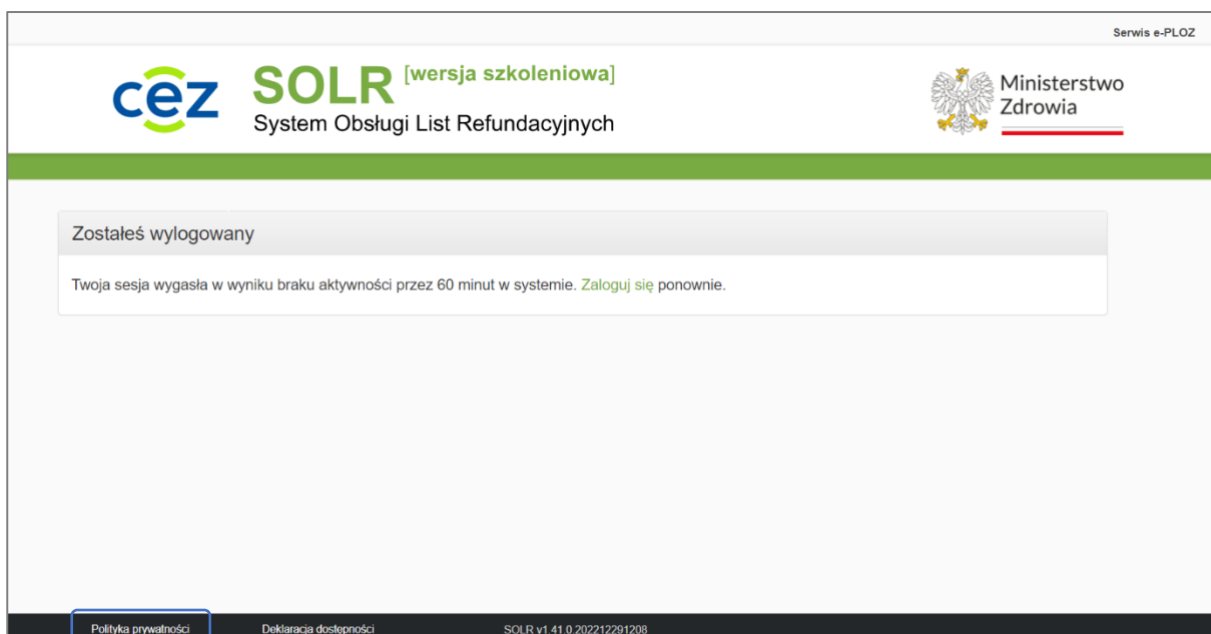 Serwis e-PLOZ
cez
SOLR [wersja szkoleniowa]
System Obsługi List Refundacyjnych
Ministerstwo
Zdrowia
Zostałeś wylogowany
Twoja sesja wygasła w wyniku braku aktywności przez 60 minut w systemie. Zaloguj się ponownie.
Polityka prywatności Deklaracja dostępności SOLR v1.41.0.202212291208